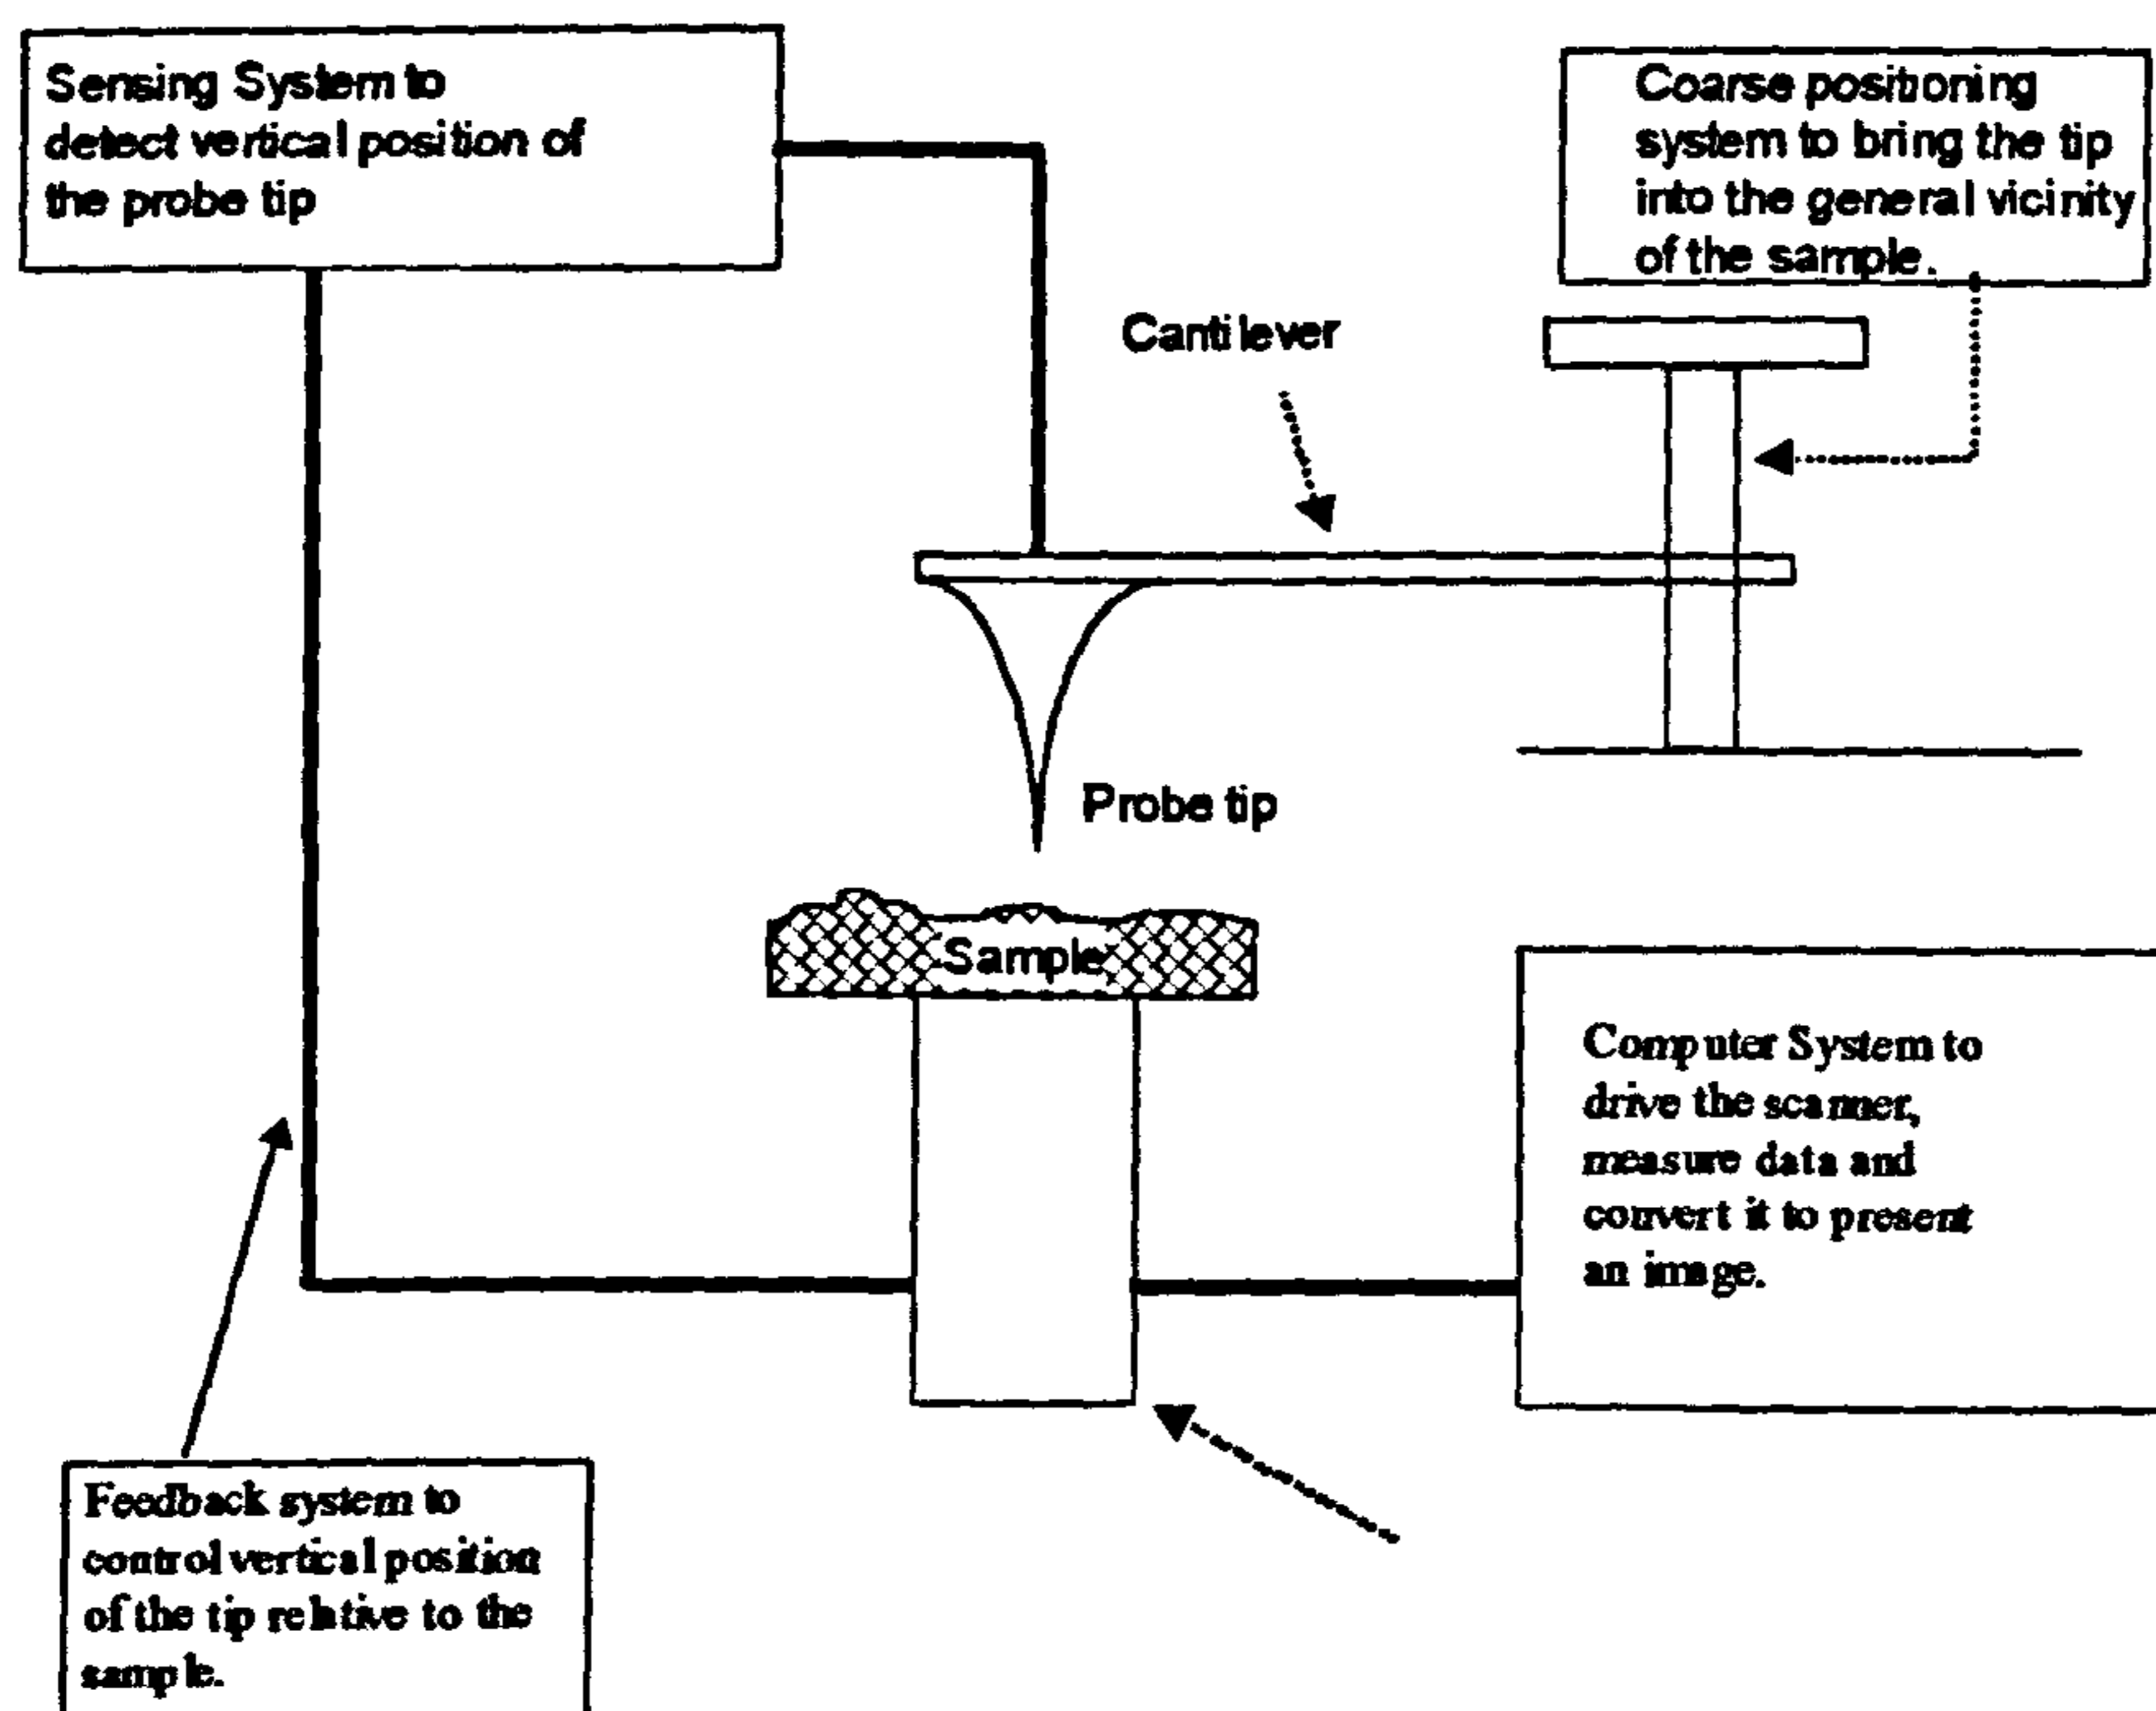 Sensing System to
detect vertical position of
the probe tip
Coarse positioning
system to bring the tip
into the general vicinity
of the sample.
Cantilever
Probe tip
Sample
Computer System to
drive the scanner,
measure data and
convert it to present
an image.
Feedback system to
control vertical position
of the tip relative to the
sample.